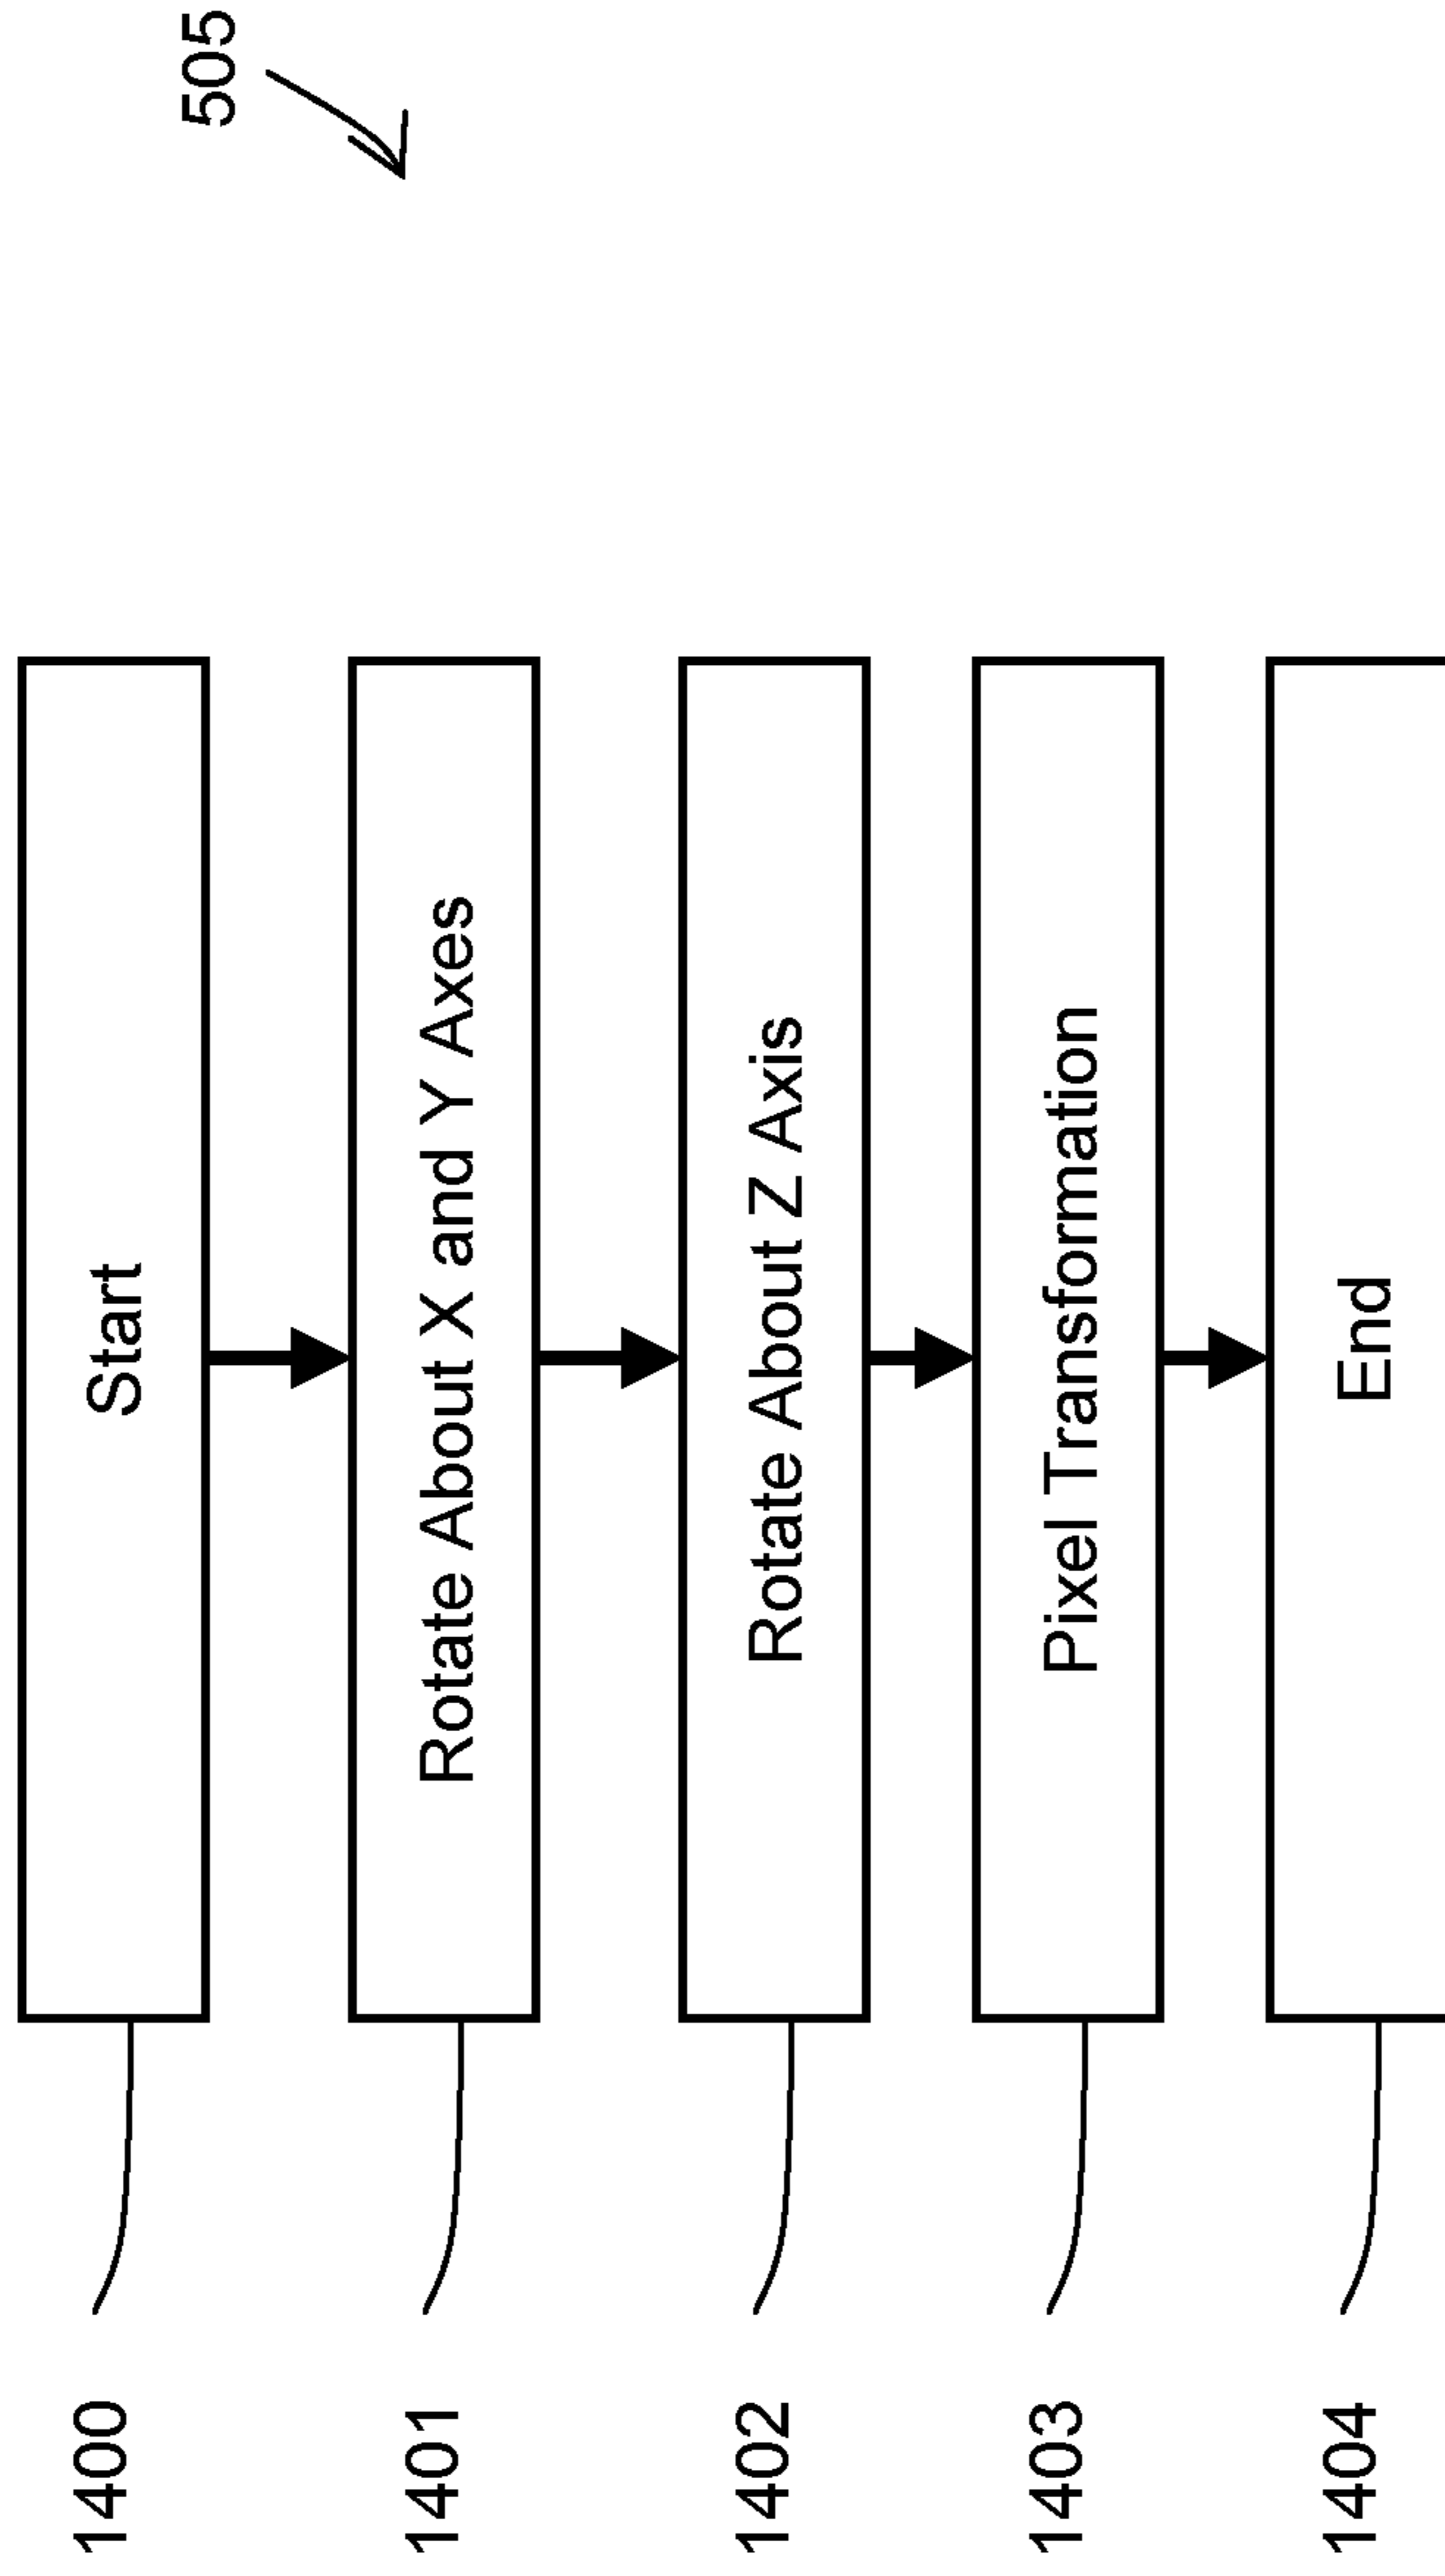 505
1400
Start
1401
Rotate About X and Y Axes
1402
Rotate About Z Axis
1403
Pixel Transformation
1404
End